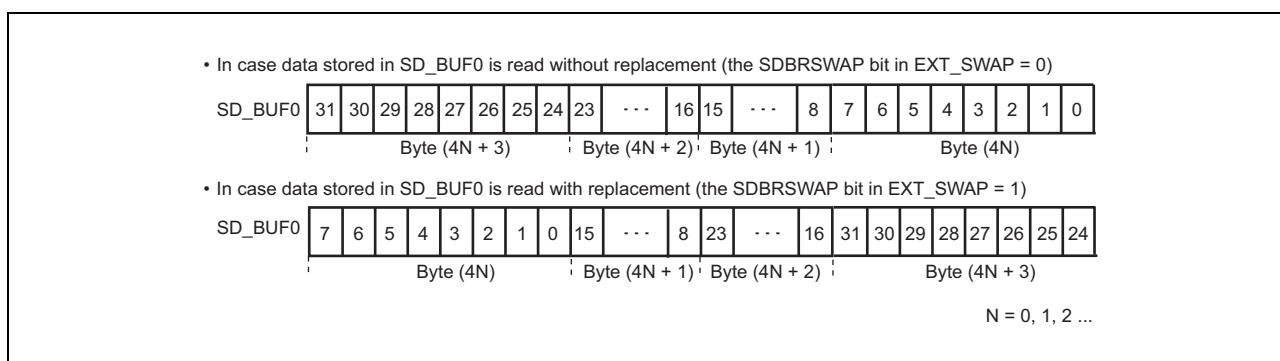 • In case data stored in SD_BUF0 is read without replacement (the SDBRSWAP bit in EXT_SWAP = 0)
SD_BUF0 31 30 29 28 27 26 25 24 23 - - - 16 15 - - - 8 7 6 5 4 3 2 1 0
Byte (4N + 3) Byte (4N + 2) Byte (4N + 1) Byte (4N)
• In case data stored in SD_BUF0 is read with replacement (the SDBRSWAP bit in EXT_SWAP = 1)
SD_BUF0 7 6 5 4 3 2 1 0 15 - - - 8 23 - - - 16 31 30 29 28 27 26 25 24
Byte (4N) Byte (4N + 1) Byte (4N + 2) Byte (4N + 3)
N = 0, 1, 2 ...